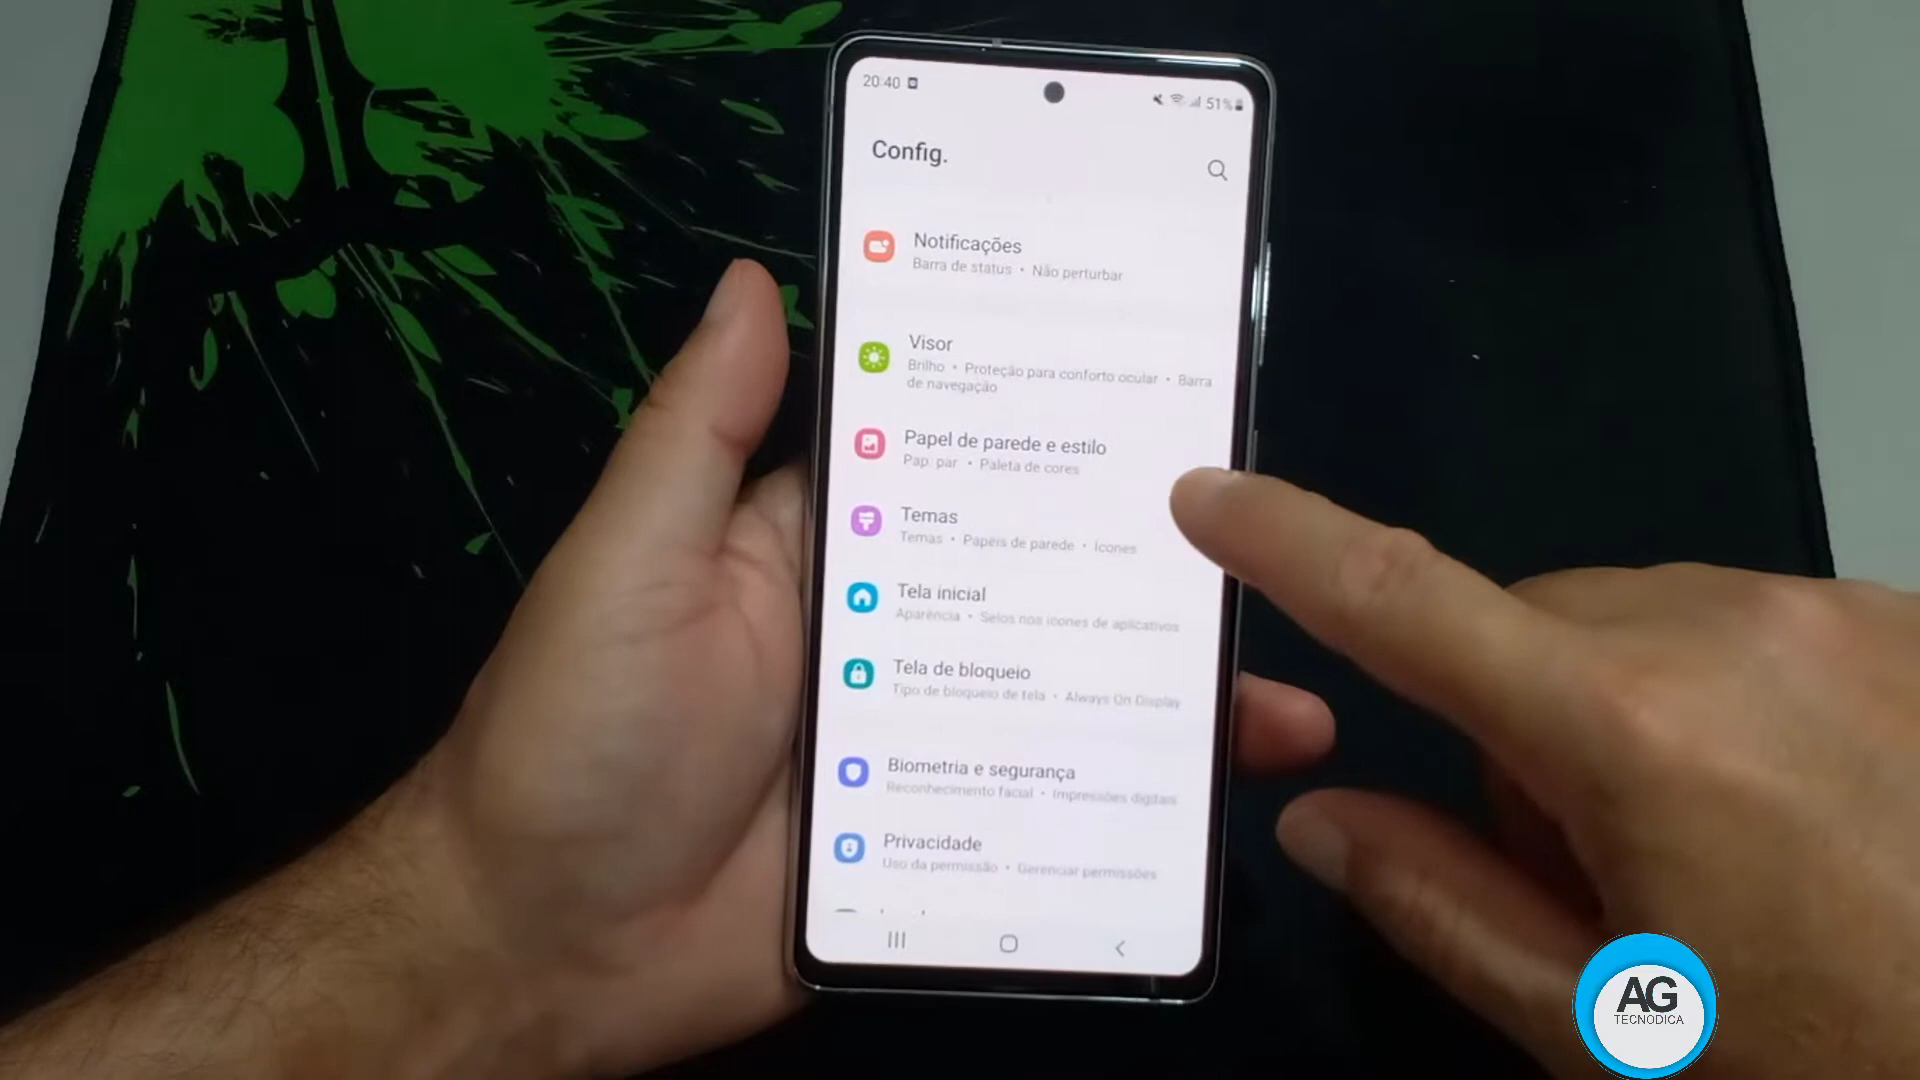 20:40
51%
Config.
Notificações
Barra de status • Não perturbar
Visor
Brilho • Proteção para conforto ocular • Barra
de navegação
Papel de parede e estilo
Pap. par • Paleta de cores
Temas
Temas • Papéis de parede • Ícones
Tela inicial
Aparência • Selos nos ícones de aplicativos
Tela de bloqueio
Tipo de bloqueio de tela • Always On Display
Biometria e segurança
Reconhecimento facial • Impressões digitais
Privacidade
Uso da permissão • Gerenciar permissões
AG
TECNODICA